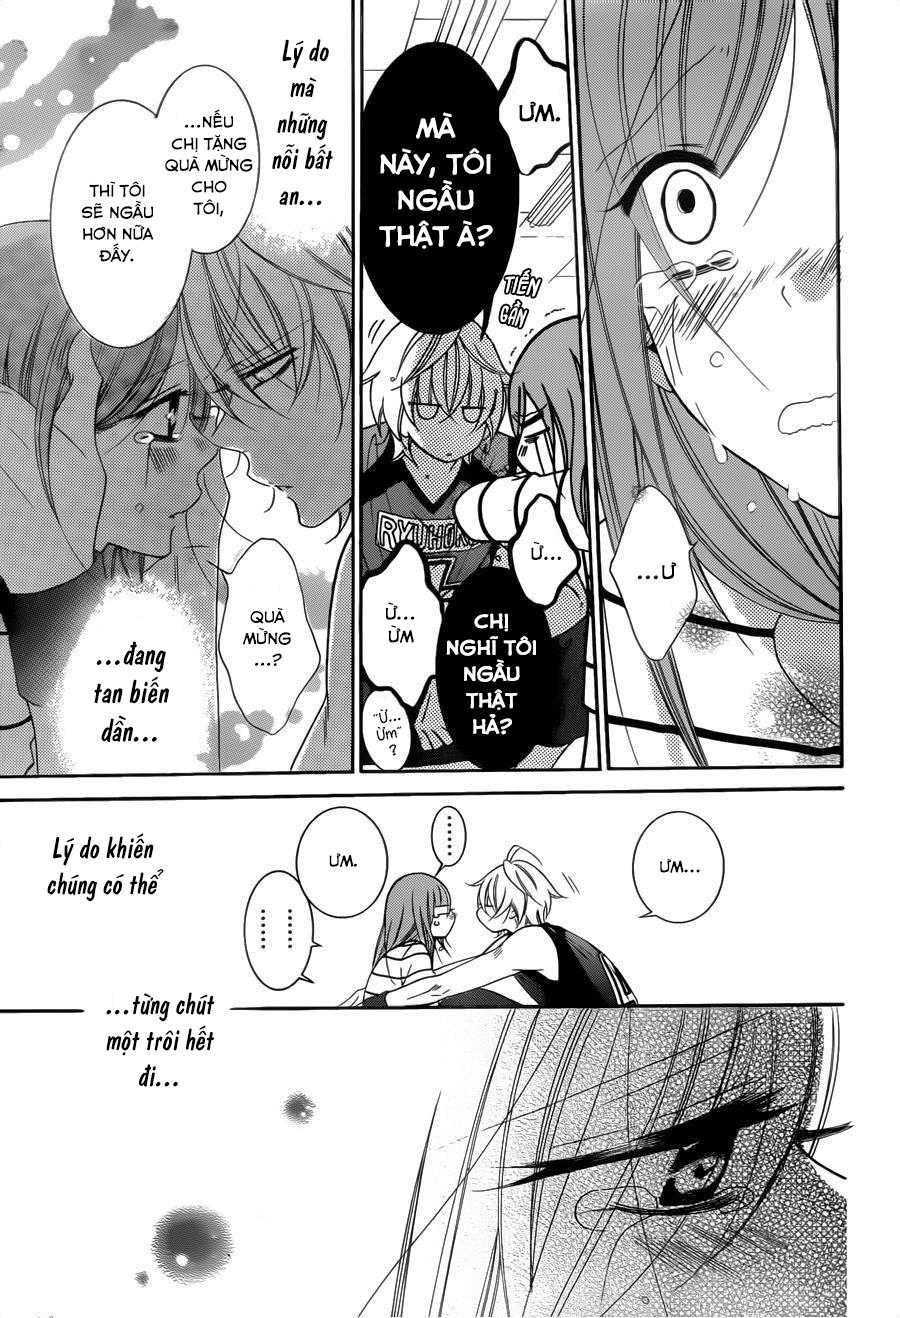 ...Ư
ƯM.
MÀ
NÀY, TÔI
NGẦU
THẬT À?
TIẾN
GẦN
RYUHOKU
Ừ...
CHỊ
NGHĨ TÔI
NGẦU
THẬT
HẢ?
Ừ...
ỪM
"Ừ...
ỪM"
?
Lý do
mà
những
nỗi bất
an...
...NẾU
CHỊ TẶNG
QUÀ MỪNG
CHO
TÔI,
THÌ TÔI
SẼ NGẦU
HƠN NỮA
ĐẤY.
QUÀ
MỪNG
...?
...đang
tan biến
dần...
ƯM...
......
ƯM.
Lý do khiến
chúng có thể
...từng chút
một trôi hết
đi...